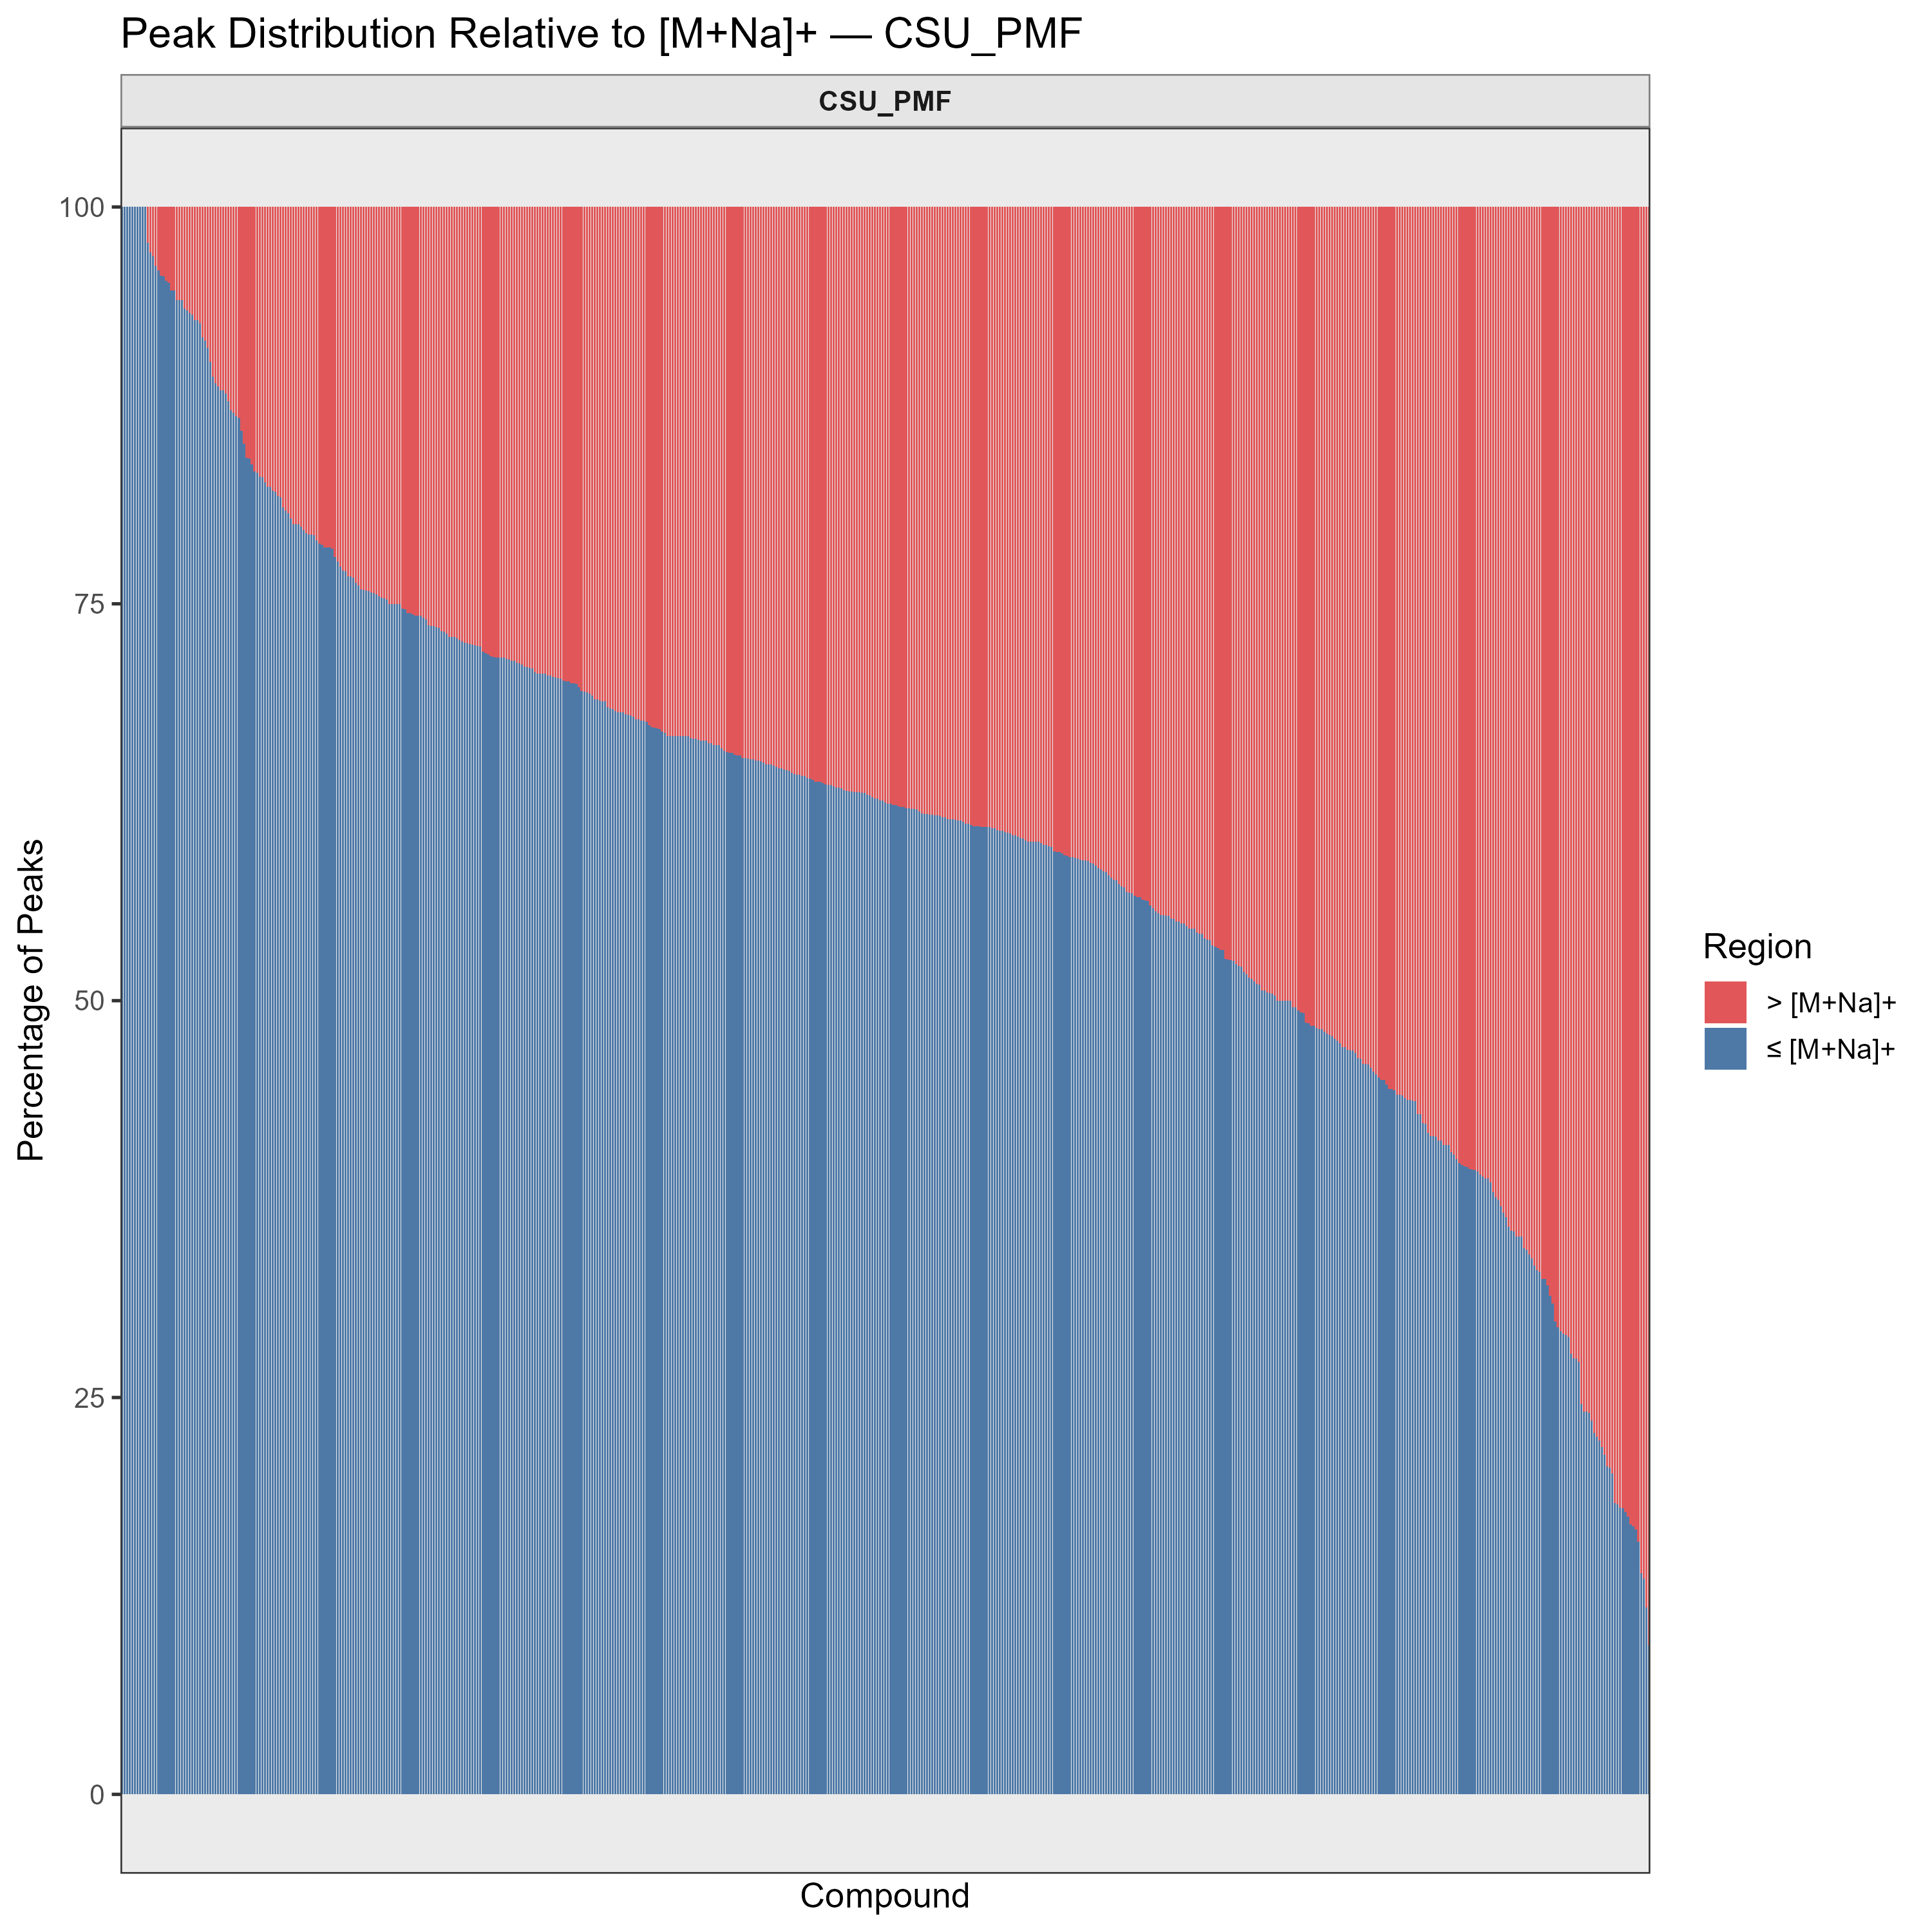 Peak Distribution Relative to [M+Na]+ — CSU_PMF
CSU_PMF
100
75
50
25
0
Percentage of Peaks
Compound
Region
> [M+Na]+
≤ [M+Na]+